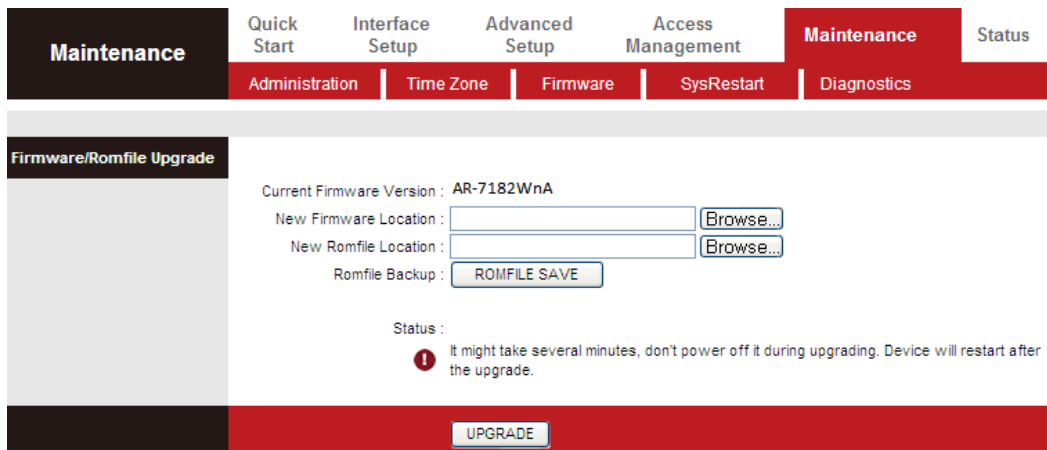 Maintenance
Quick Start
Interface Setup
Advanced Setup
Access Management
Maintenance
Status
Administration
Time Zone
Firmware
SysRestart
Diagnostics
Firmware/Romfile Upgrade
Current Firmware Version : AR-7182WnA
New Firmware Location : Browse...
New Romfile Location : Browse...
Romfile Backup : ROMFILE SAVE
Status :
It might take several minutes, don't power off it during upgrading. Device will restart after
the upgrade.
UPGRADE